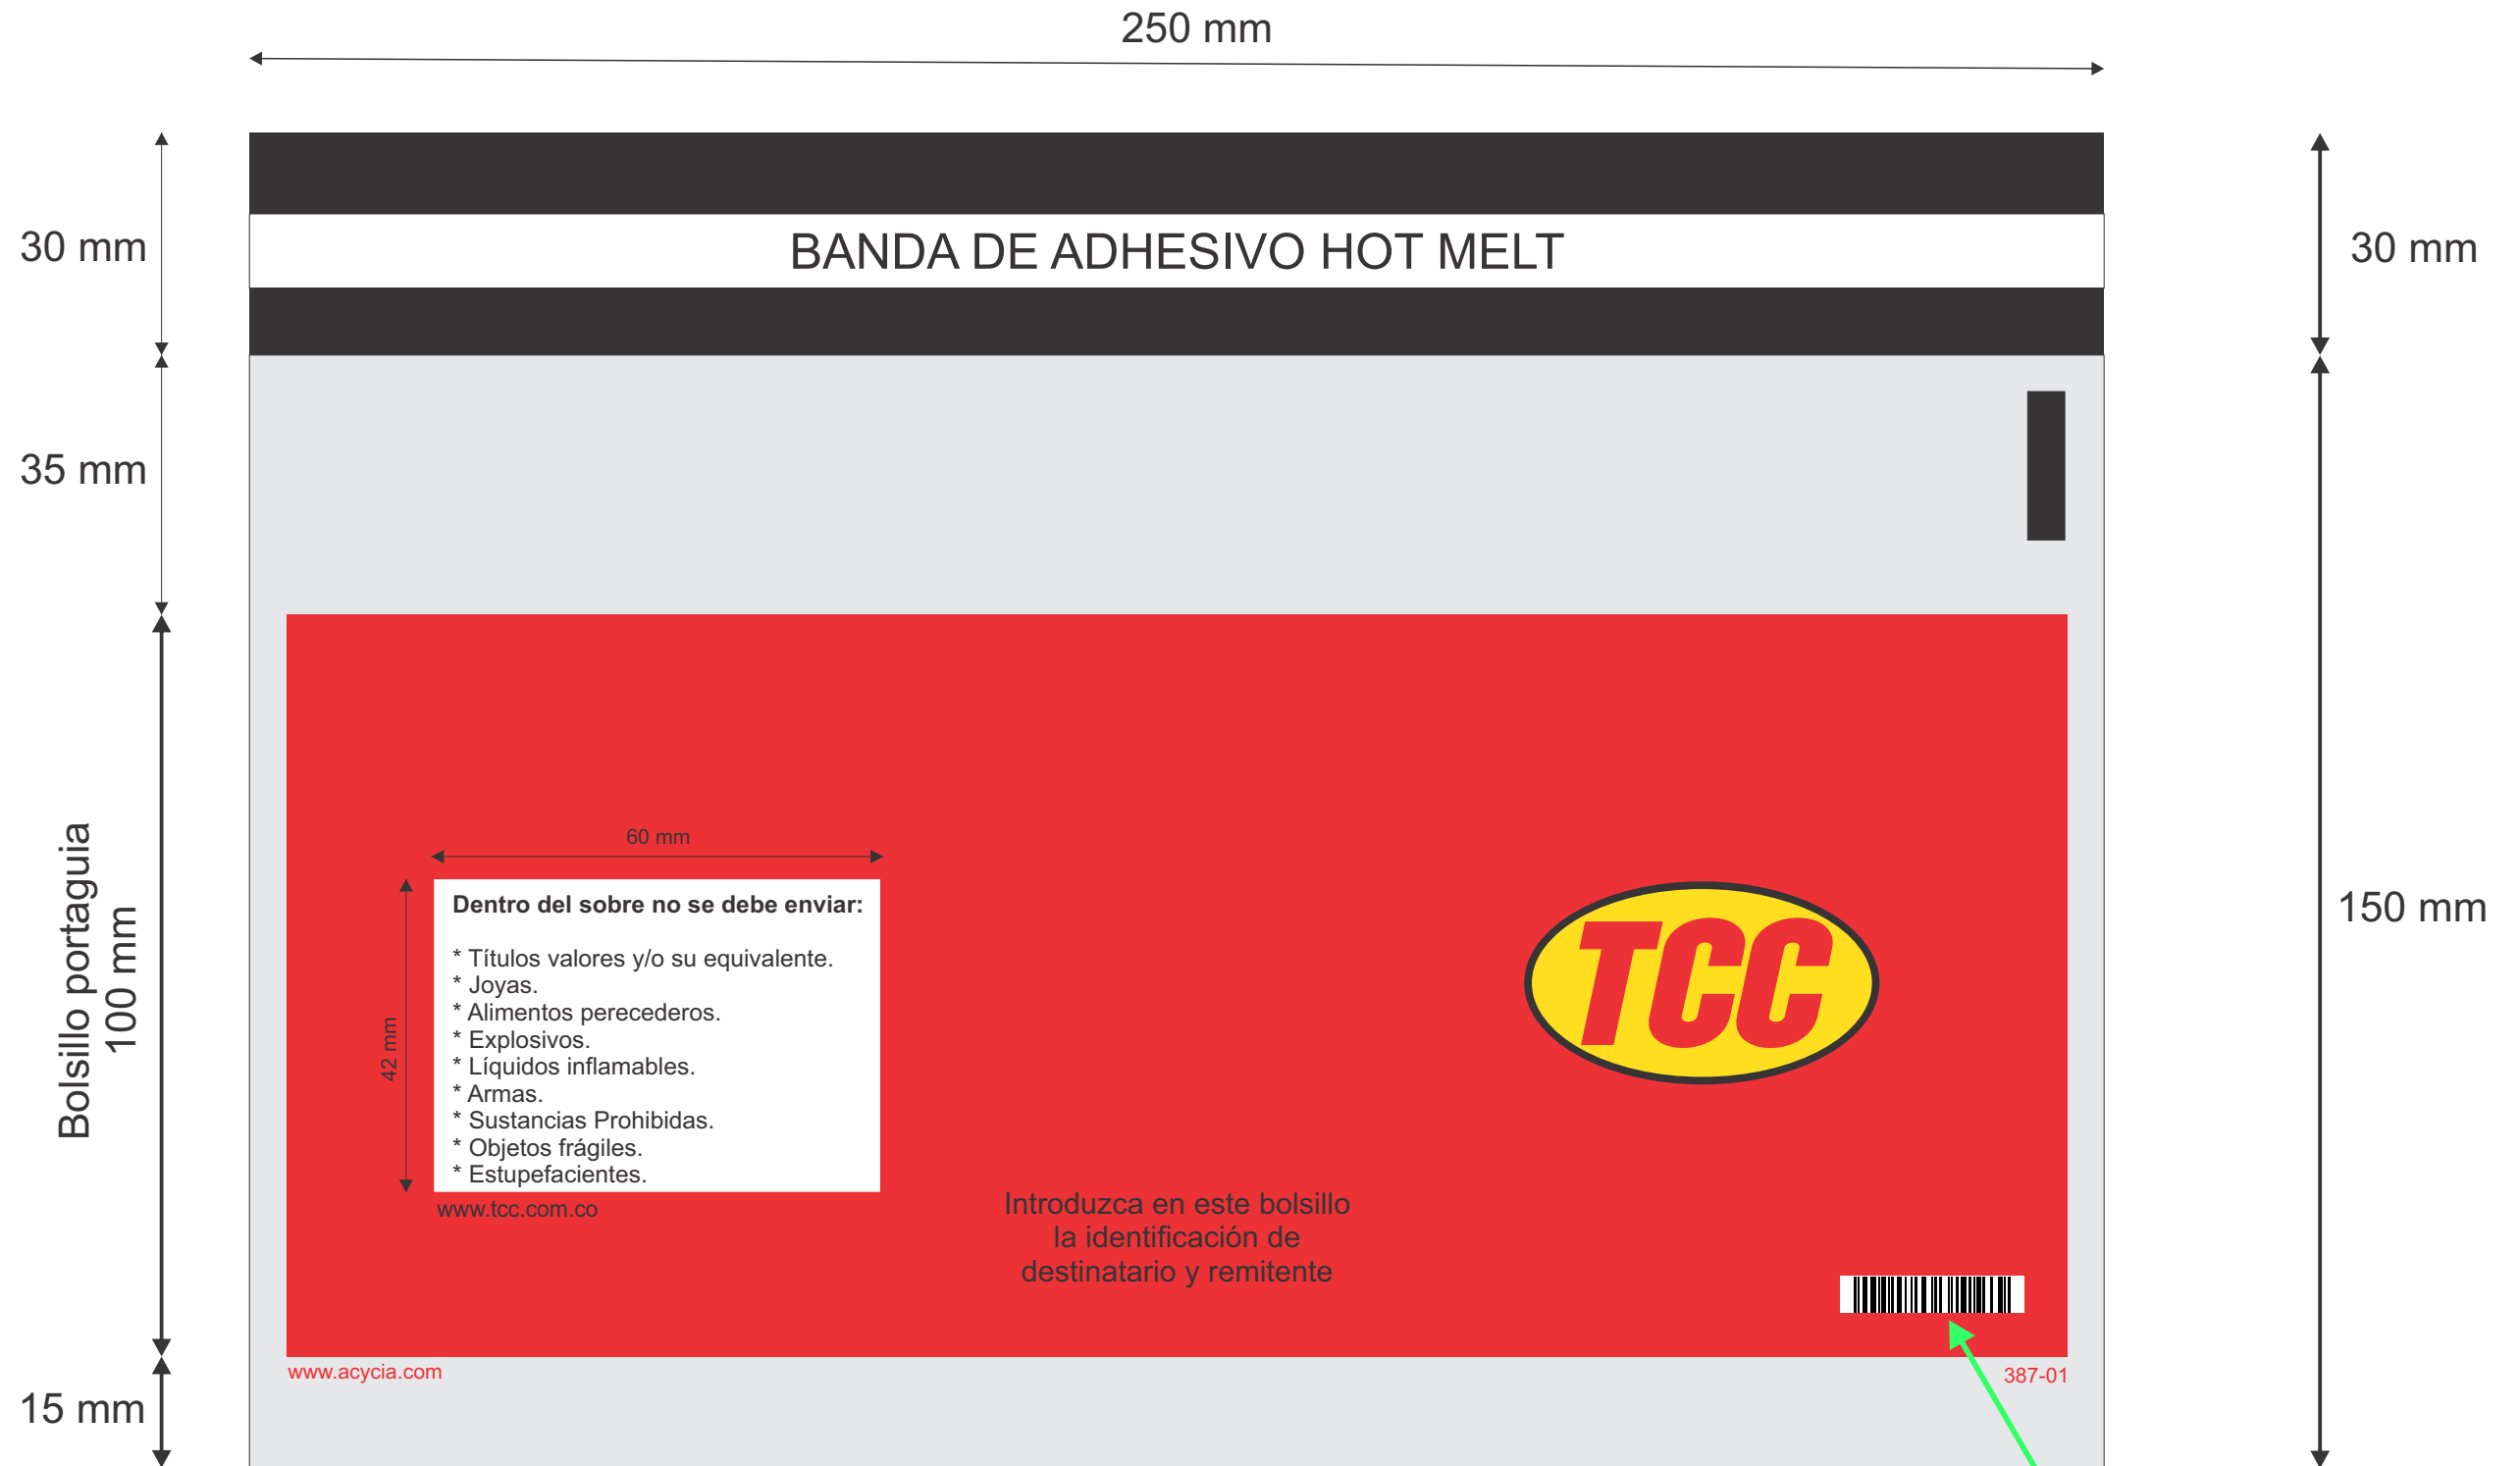 250 mm
30 mm
BANDA DE ADHESIVO HOT MELT
30 mm
35 mm
Bolsillo portaguia
100 mm
60 mm
42 mm
Dentro del sobre no se debe enviar:
* Títulos valores y/o su equivalente.
* Joyas.
* Alimentos perecederos.
* Explosivos.
* Líquidos inflamables.
* Armas.
* Sustancias Prohibidas.
* Objetos frágiles.
* Estupefacientes.
www.tcc.com.co
TCC
150 mm
Introduzca en este bolsillo
la identificación de
destinatario y remitente
www.acycia.com
387-01
15 mm